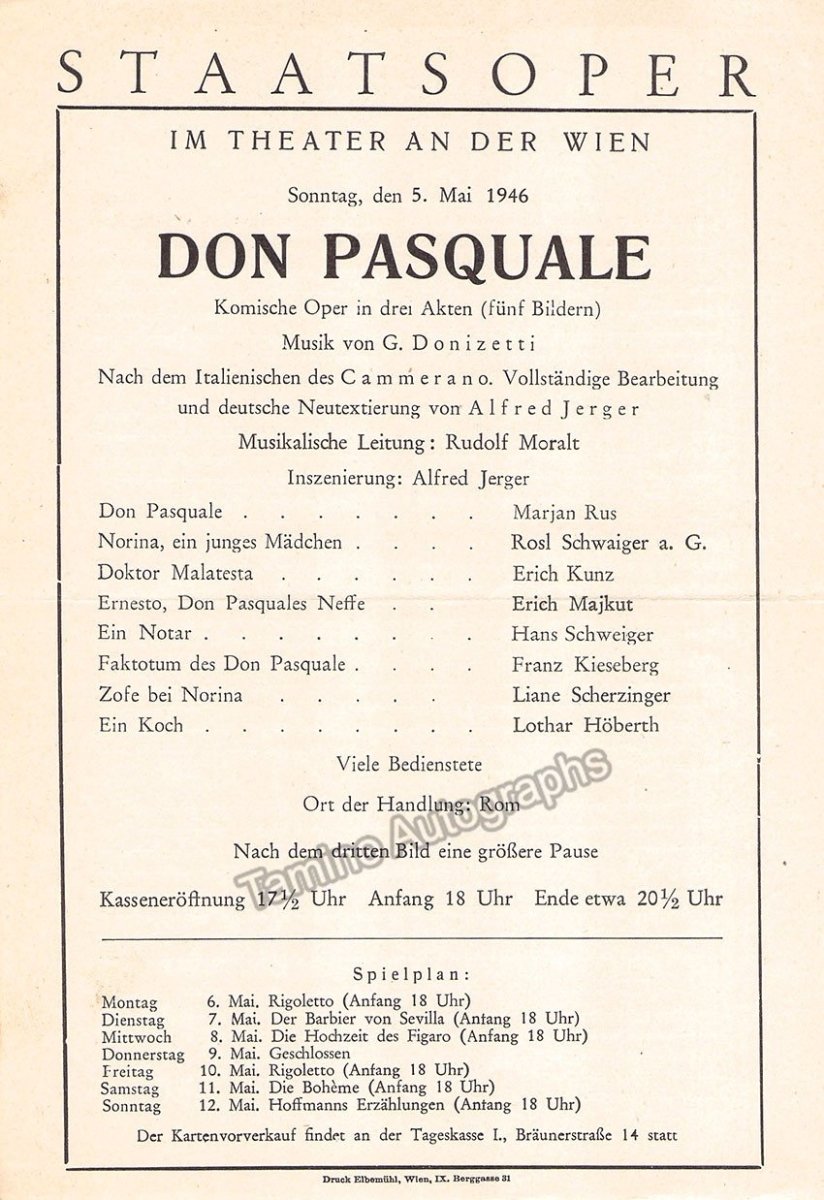 STAATSOPER
IM THEATER AN DER WIEN
Sonntag, den 5. Mai 1946
DON PASQUALE
Komische Oper in drei Akten (fünf Bildern)
Musik von G. Donizetti
Nach dem Italienischen des Cammerano. Vollständige Bearbeitung
und deutsche Neutextierung von Alfred Jerger
Musikalische Leitung: Rudolf Moralt
Inszenierung: Alfred Jerger
Don Pasquale . . . . . . . Marjan Rus
Norina, ein junges Mädchen . . . . Rosl Schwaiger a. G.
Doktor Malatesta . . . . . . Erich Kunz
Ernesto, Don Pasquales Neffe . . Erich Majkut
Ein Notar . . . . . . . . Hans Schweiger
Faktotum des Don Pasquale . . . . Franz Kieseberg
Zofe bei Norina . . . . . Liane Scherzinger
Ein Koch . . . . . . . . Lothar Höberth
Viele Bedienstete
Ort der Handlung: Rom
Nach dem dritten Bild eine größere Pause
Tamino Autographs
Kasseneröffnung 17½ Uhr Anfang 18 Uhr Ende etwa 20½ Uhr
Spielplan:
Montag 6. Mai. Rigoletto (Anfang 18 Uhr)
Dienstag 7. Mai. Der Barbier von Sevilla (Anfang 18 Uhr)
Mittwoch 8. Mai. Die Hochzeit des Figaro (Anfang 18 Uhr)
Donnerstag 9. Mai. Geschlossen
Freitag 10. Mai. Rigoletto (Anfang 18 Uhr)
Samstag 11. Mai. Die Bohème (Anfang 18 Uhr)
Sonntag 12. Mai. Hoffmanns Erzählungen (Anfang 18 Uhr)
Der Kartenvorverkauf findet an der Tageskasse I., Bräunerstraße 14 statt
Druck Elbemühl, Wien, IX. Berggasse 31